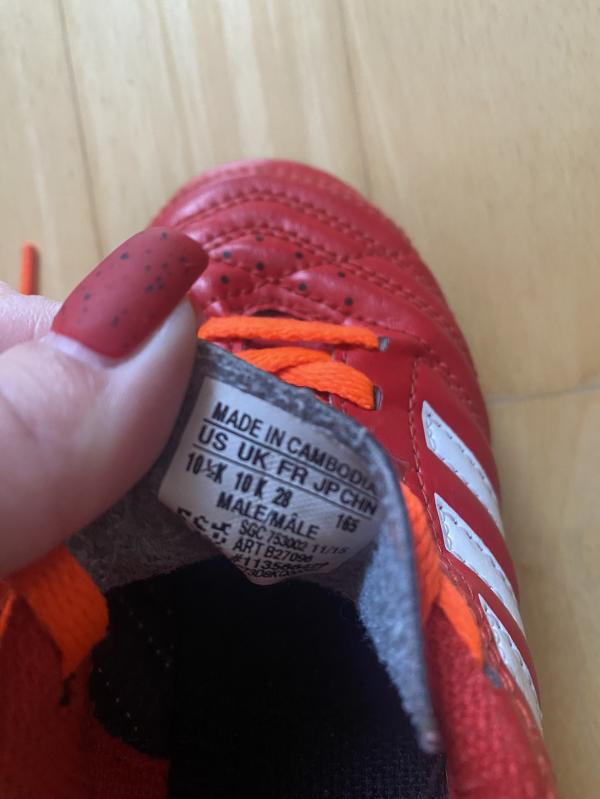 MADE IN CAMBODIA
US UK FR JP CHN
10½K 10K 28 165
MALE/MÂLE
SGC 753002 11/15
ART B27096